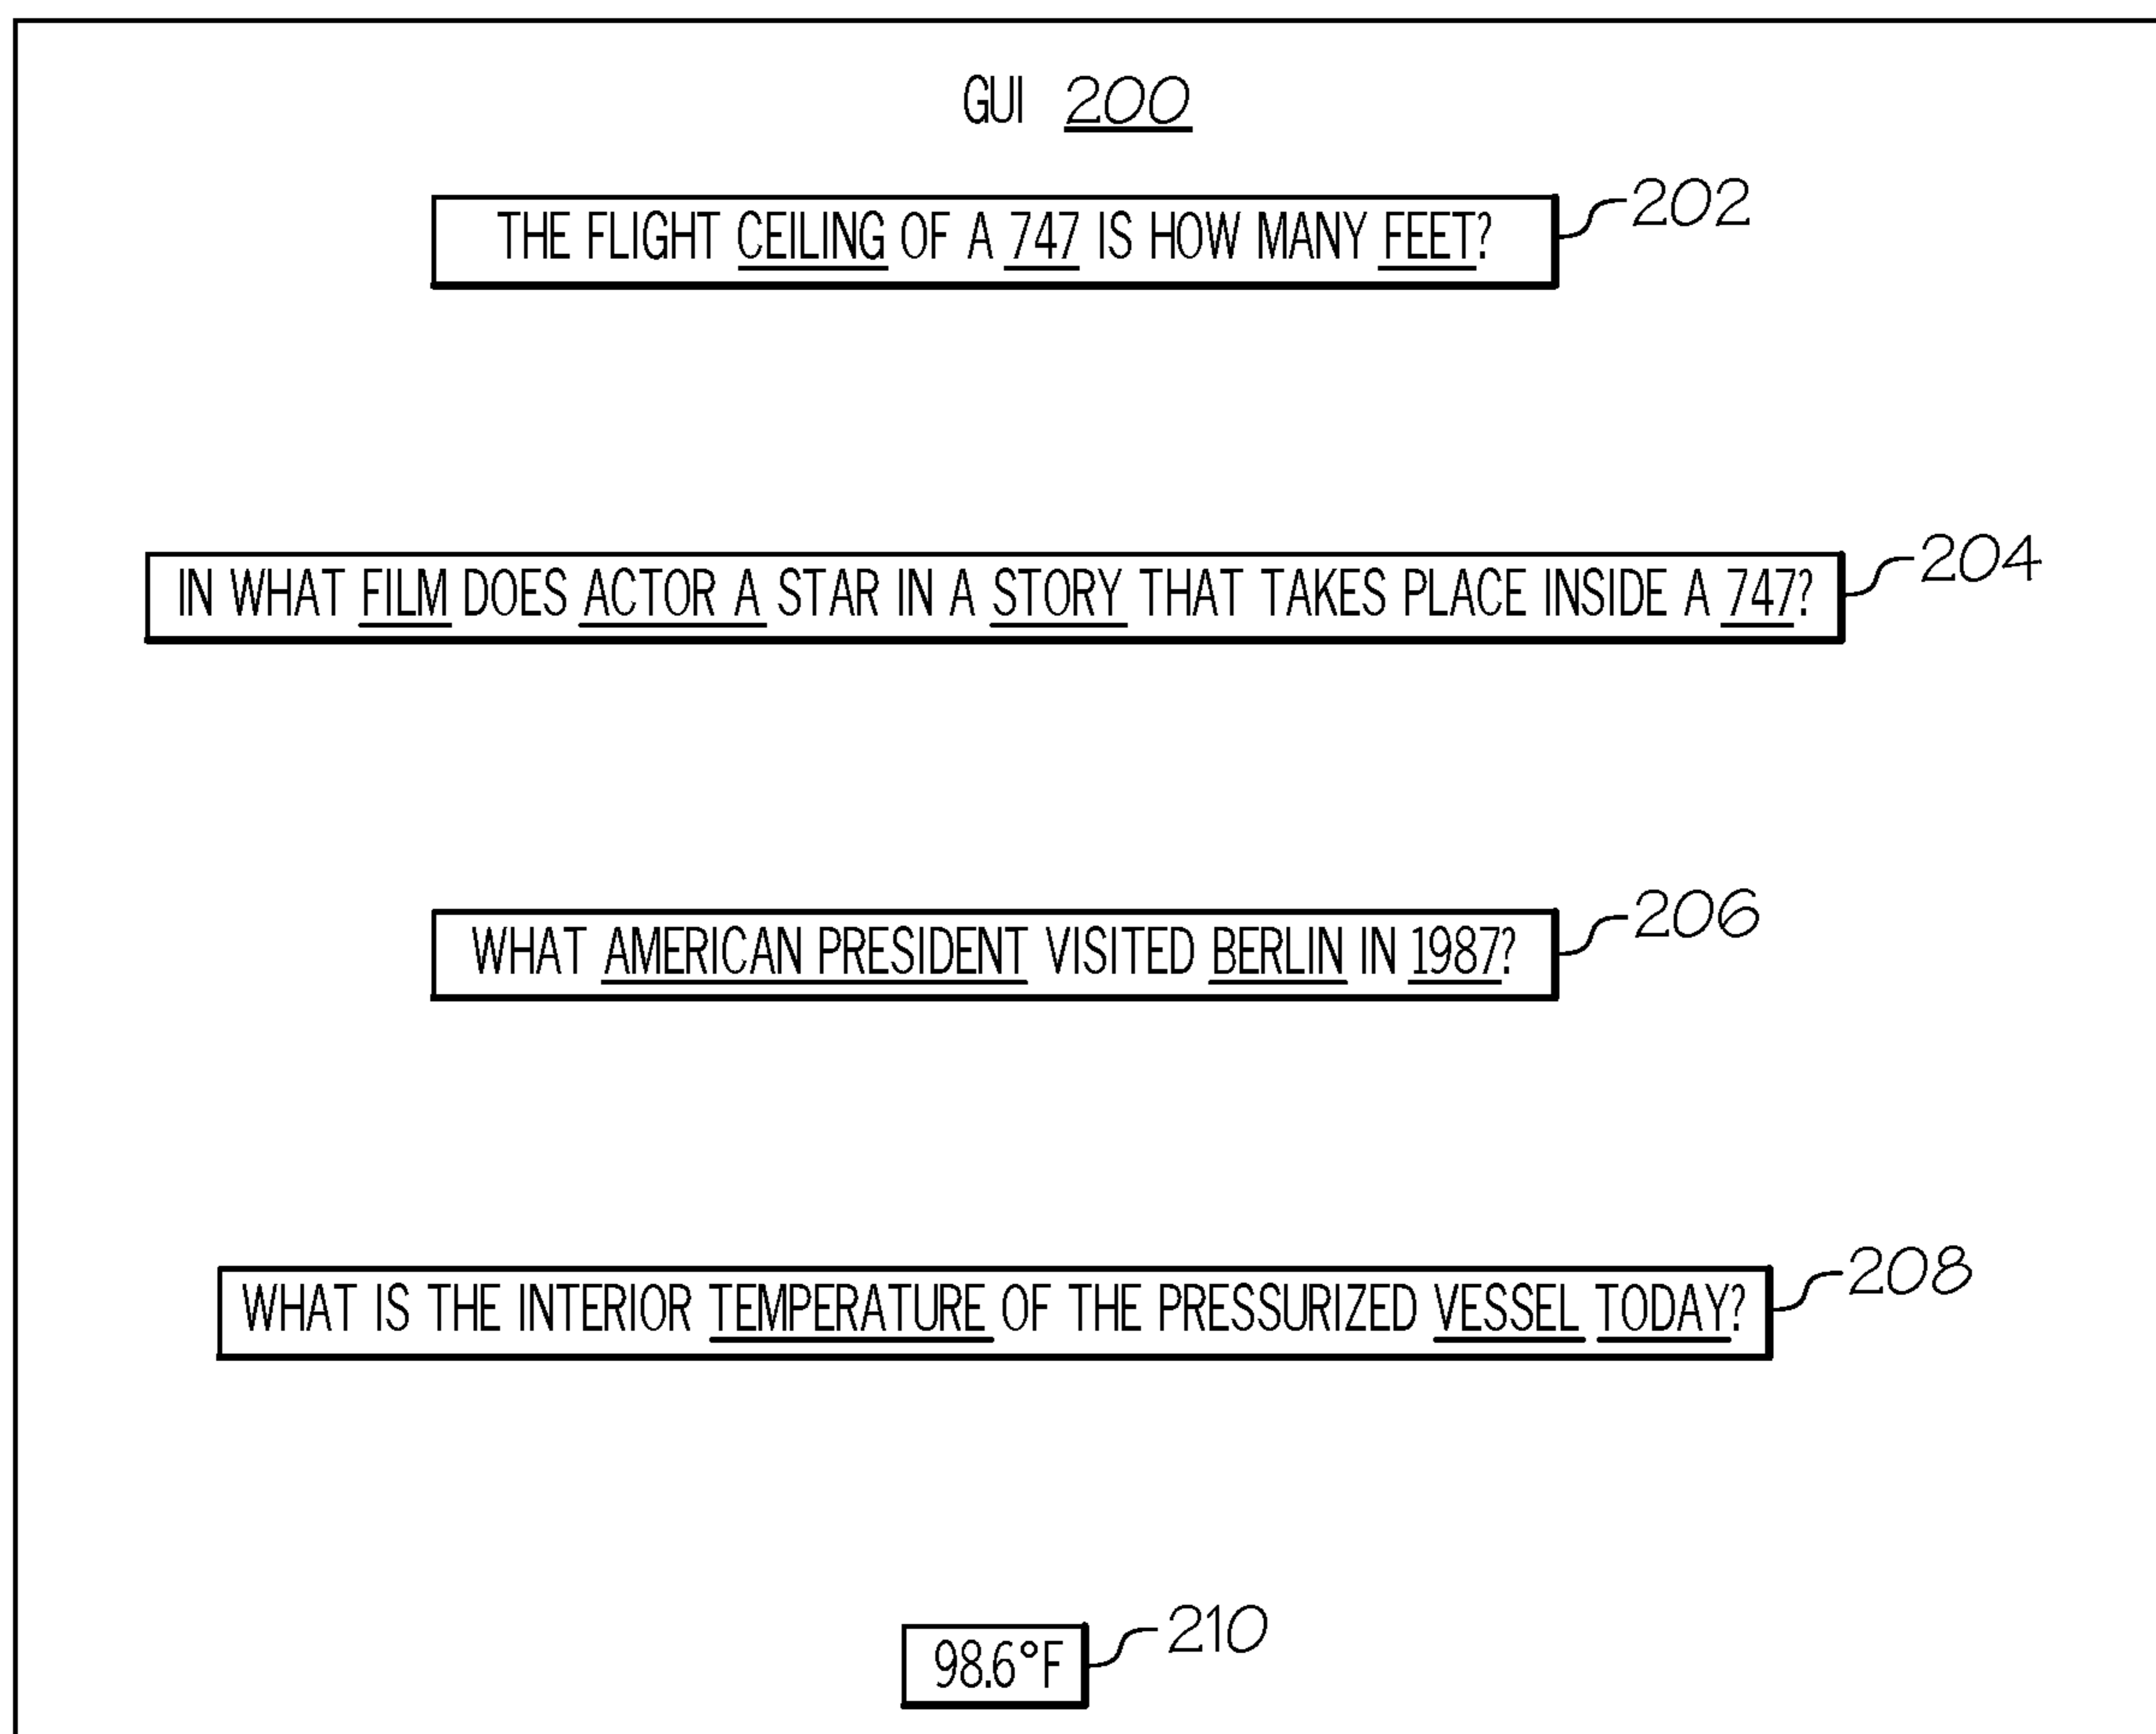 GUI 200
THE FLIGHT CEILING OF A 747 IS HOW MANY FEET? 202
IN WHAT FILM DOES ACTOR A STAR IN A STORY THAT TAKES PLACE INSIDE A 747? 204
WHAT AMERICAN PRESIDENT VISITED BERLIN IN 1987? 206
WHAT IS THE INTERIOR TEMPERATURE OF THE PRESSURIZED VESSEL TODAY? 208
98.6°F 210